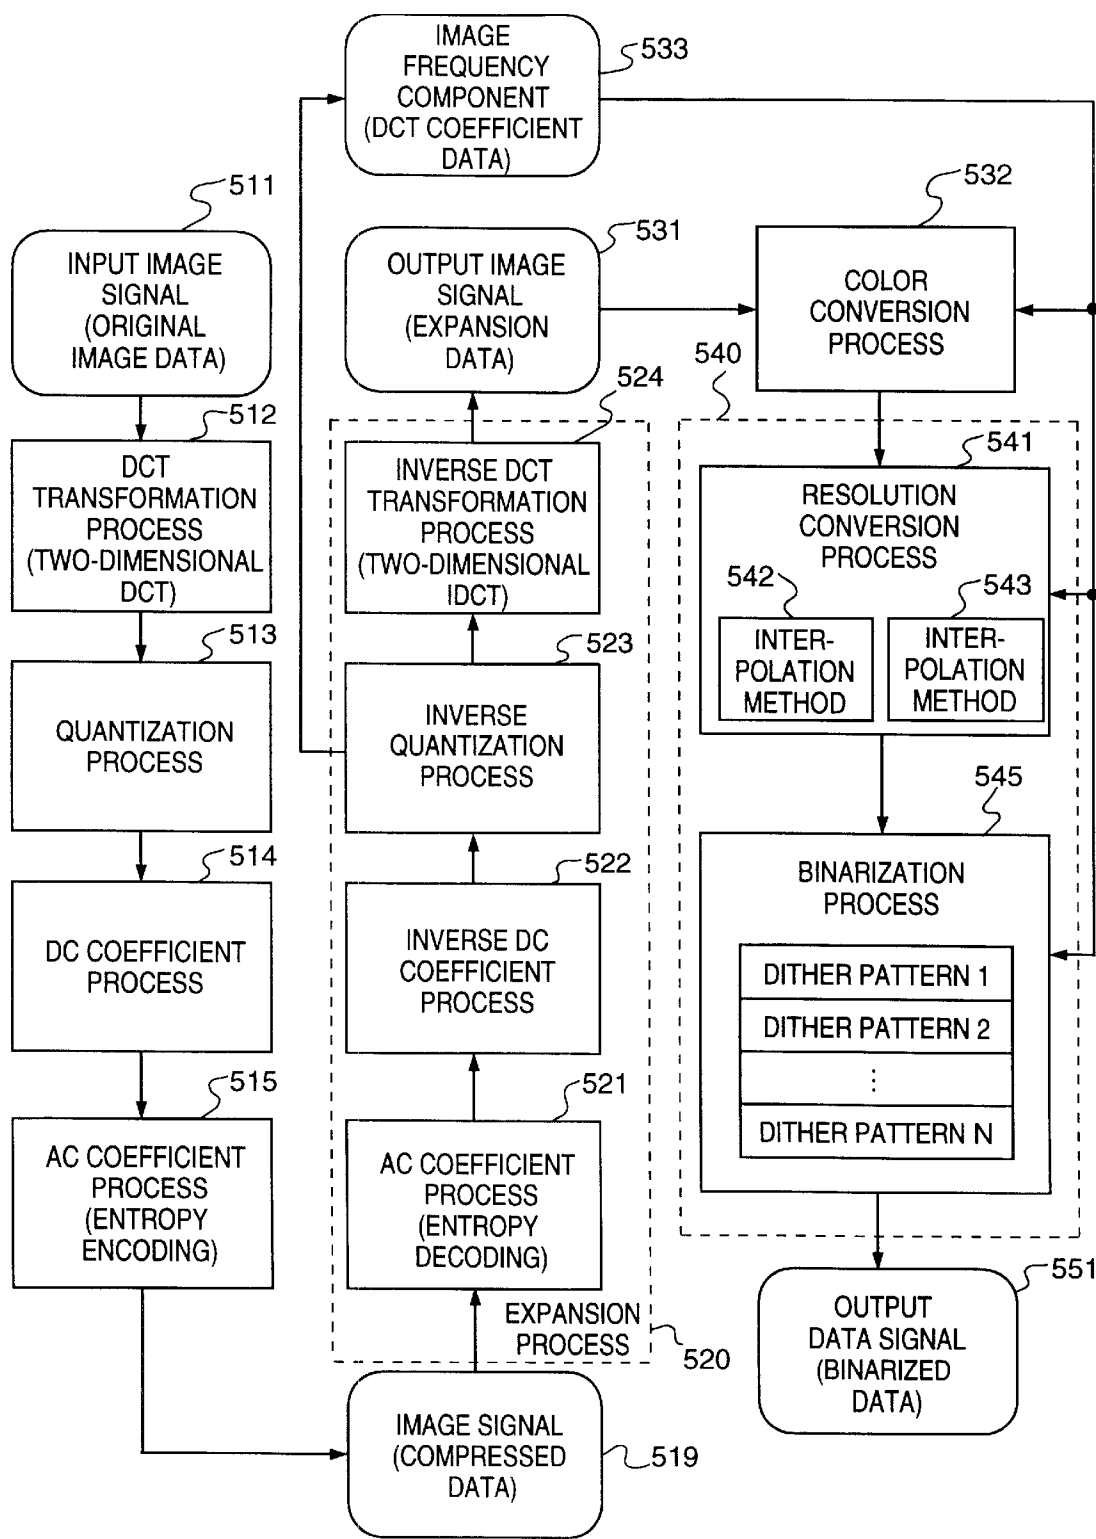 IMAGE
FREQUENCY
COMPONENT
(DCT COEFFICIENT
DATA)
533
511
INPUT IMAGE
SIGNAL
(ORIGINAL
IMAGE DATA)
531
OUTPUT IMAGE
SIGNAL
(EXPANSION
DATA)
532
COLOR
CONVERSION
PROCESS
512
DCT
TRANSFORMATION
PROCESS
(TWO-DIMENSIONAL
DCT)
524
INVERSE DCT
TRANSFORMATION
PROCESS
(TWO-DIMENSIONAL
IDCT)
540
541
RESOLUTION
CONVERSION
PROCESS
542
INTER-
POLATION
METHOD
543
INTER-
POLATION
METHOD
513
QUANTIZATION
PROCESS
523
INVERSE
QUANTIZATION
PROCESS
545
BINARIZATION
PROCESS
DITHER PATTERN 1
DITHER PATTERN 2
⋮
DITHER PATTERN N
514
DC COEFFICIENT
PROCESS
522
INVERSE DC
COEFFICIENT
PROCESS
515
AC COEFFICIENT
PROCESS
(ENTROPY
ENCODING)
521
AC COEFFICIENT
PROCESS
(ENTROPY
DECODING)
EXPANSION
PROCESS
520
551
OUTPUT
DATA SIGNAL
(BINARIZED
DATA)
IMAGE SIGNAL
(COMPRESSED
DATA)
519